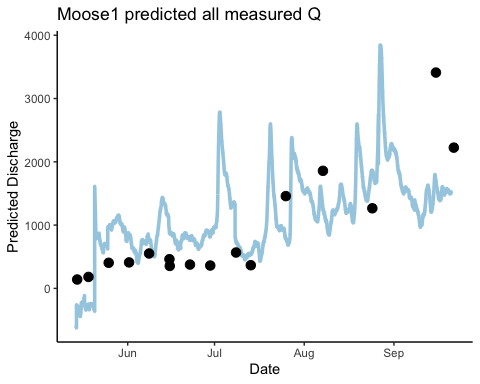 Moose1 predicted all measured Q
4000
3000
2000
1000
0
Predicted Discharge
Jun
Jul
Aug
Sep
Date